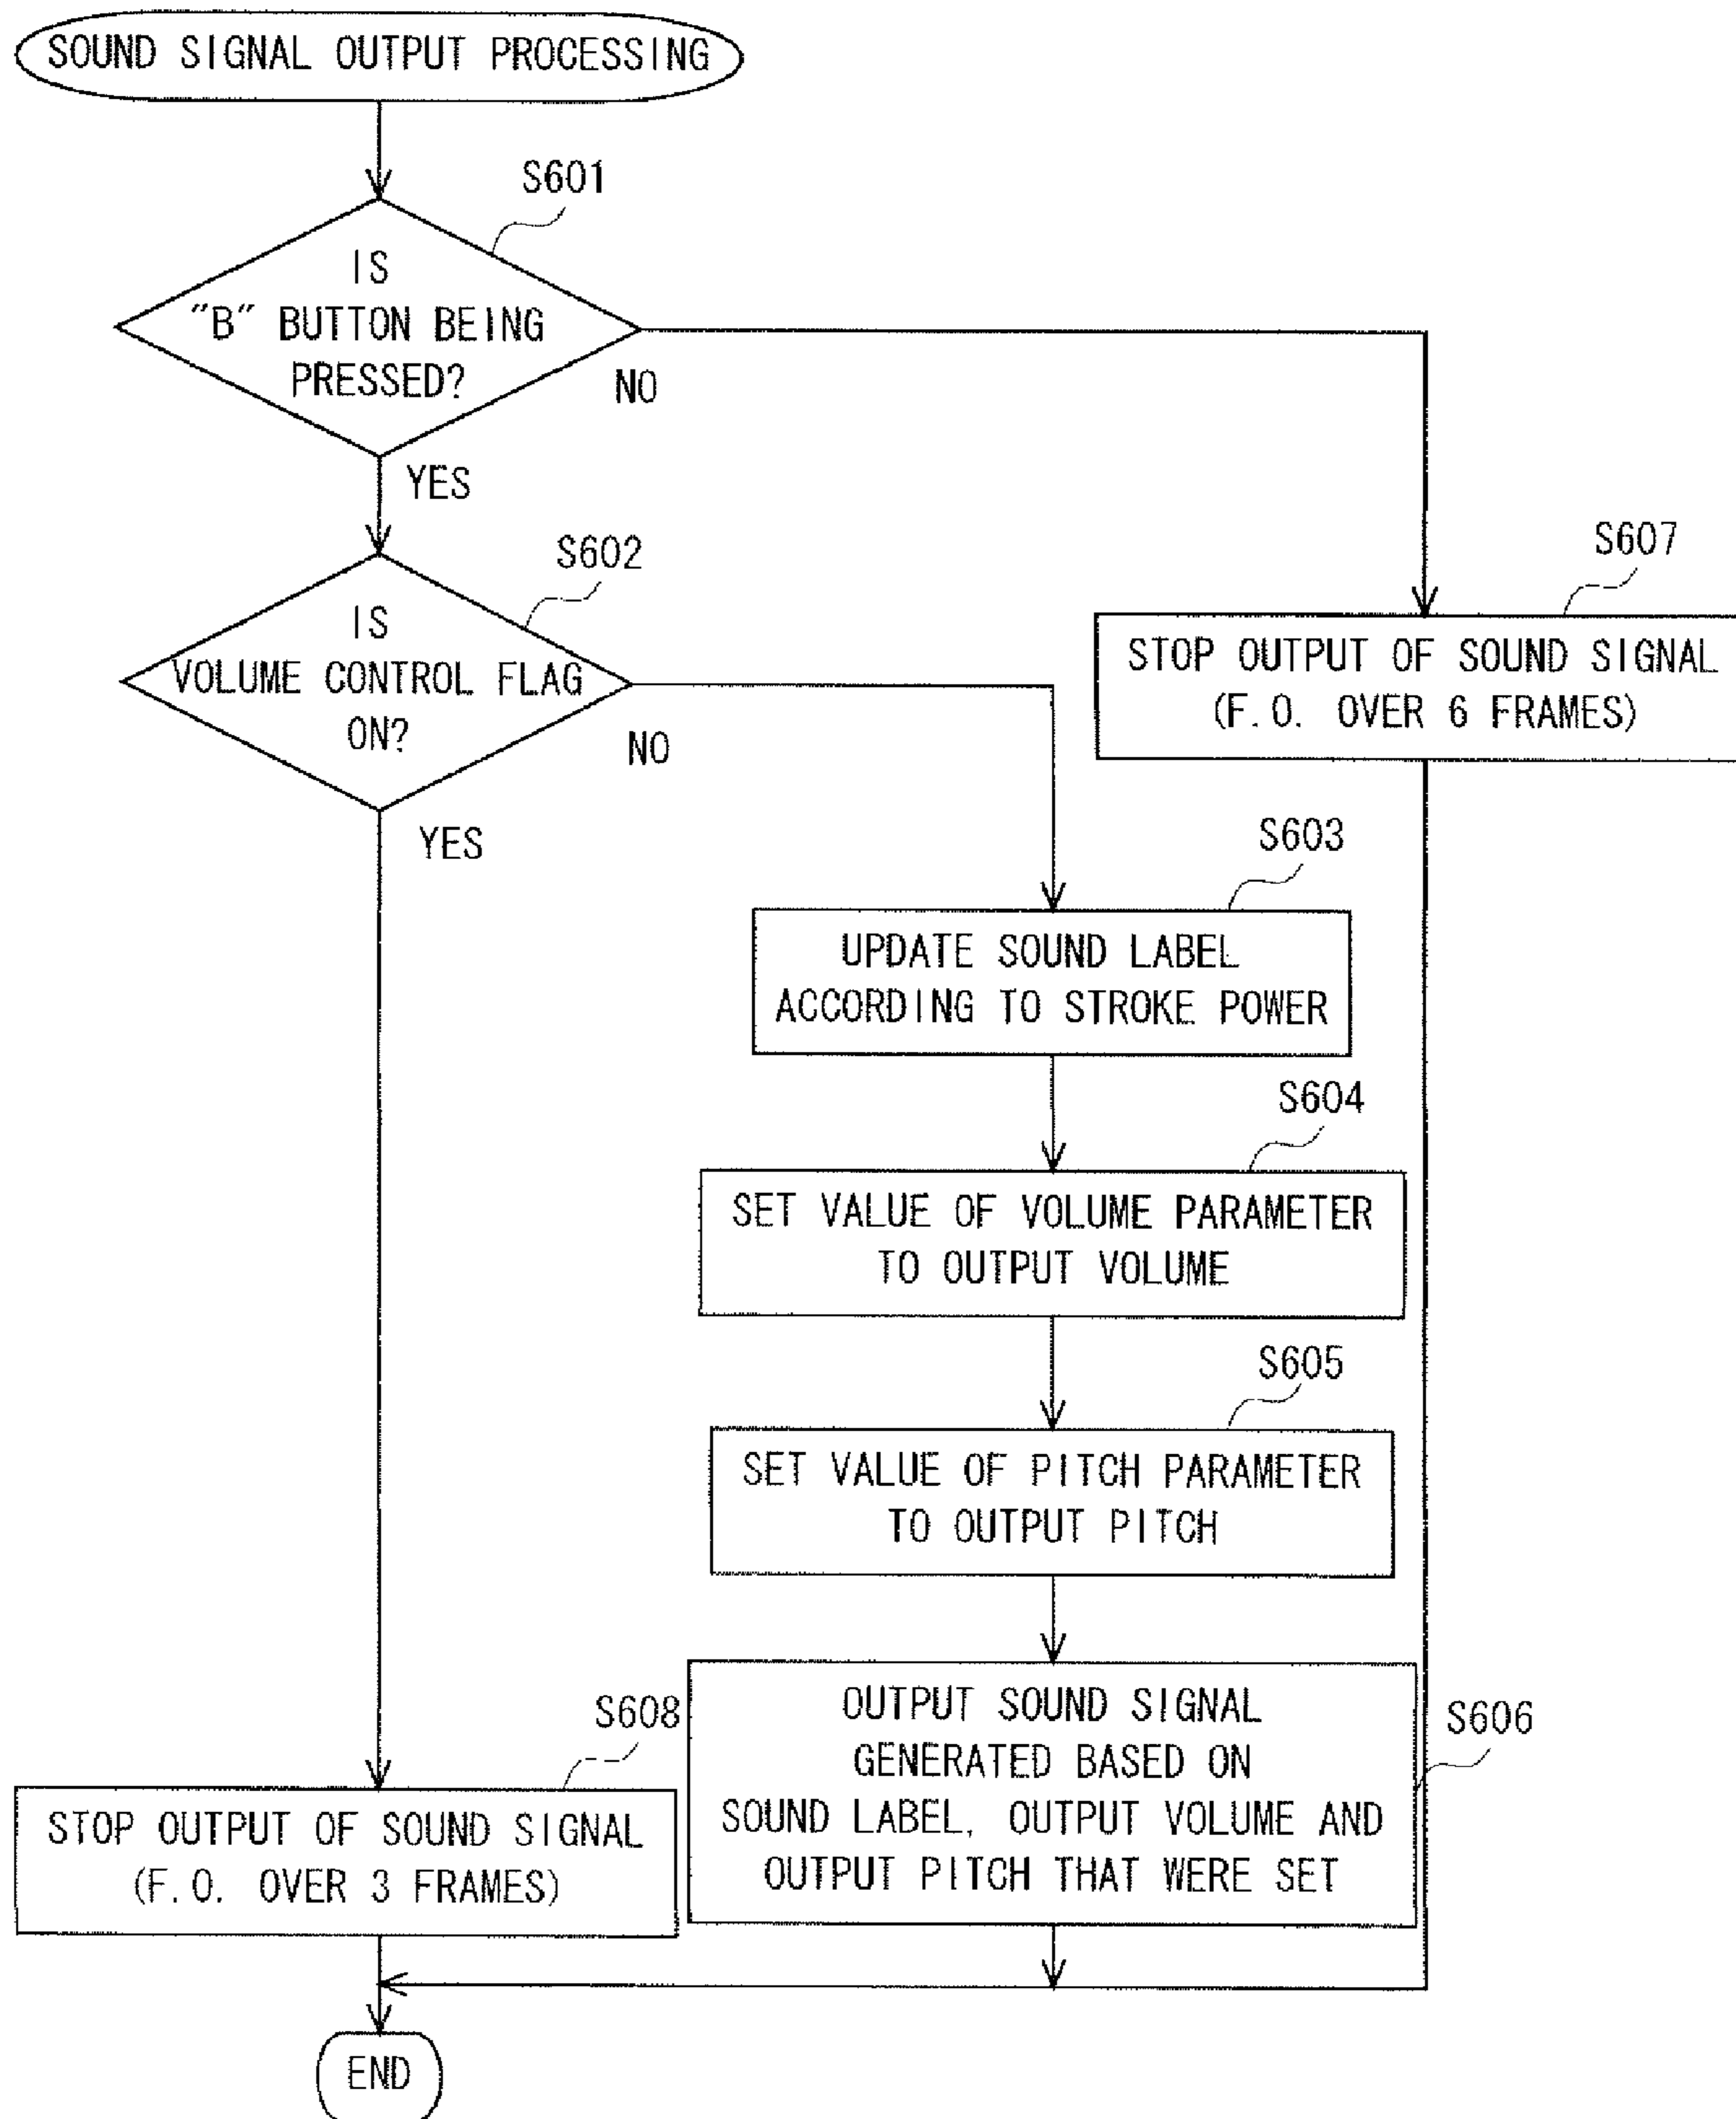 SOUND SIGNAL OUTPUT PROCESSING
S601
IS
"B" BUTTON BEING
PRESSED?
NO
YES
S602
IS
VOLUME CONTROL FLAG
ON?
NO
YES
S607
STOP OUTPUT OF SOUND SIGNAL
(F.O. OVER 6 FRAMES)
S603
UPDATE SOUND LABEL
ACCORDING TO STROKE POWER
S604
SET VALUE OF VOLUME PARAMETER
TO OUTPUT VOLUME
S605
SET VALUE OF PITCH PARAMETER
TO OUTPUT PITCH
S606
OUTPUT SOUND SIGNAL
GENERATED BASED ON
SOUND LABEL, OUTPUT VOLUME AND
OUTPUT PITCH THAT WERE SET
S608
STOP OUTPUT OF SOUND SIGNAL
(F.O. OVER 3 FRAMES)
END